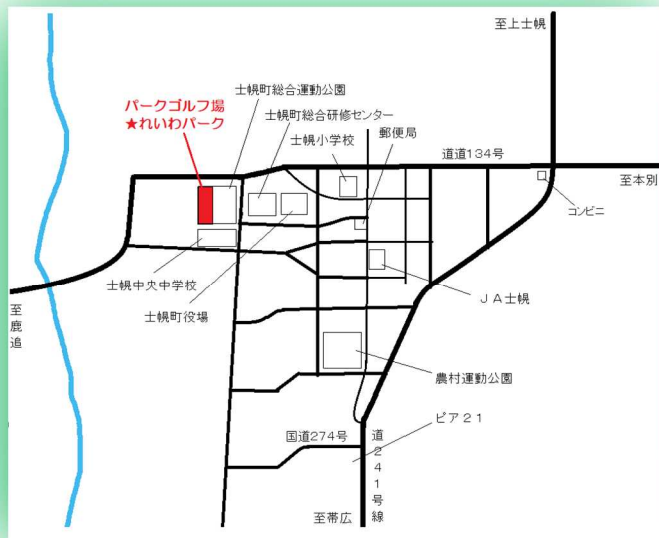 至上士幌
士幌町総合運動公園
パークゴルフ場
★れいわパーク
士幌町総合研修センター
士幌小学校
郵便局
道道134号
至本別
コンビニ
士幌中央中学校
士幌町役場
JA士幌
至鹿追
農村運動公園
ピア21
国道274号
道241号線
至帯広